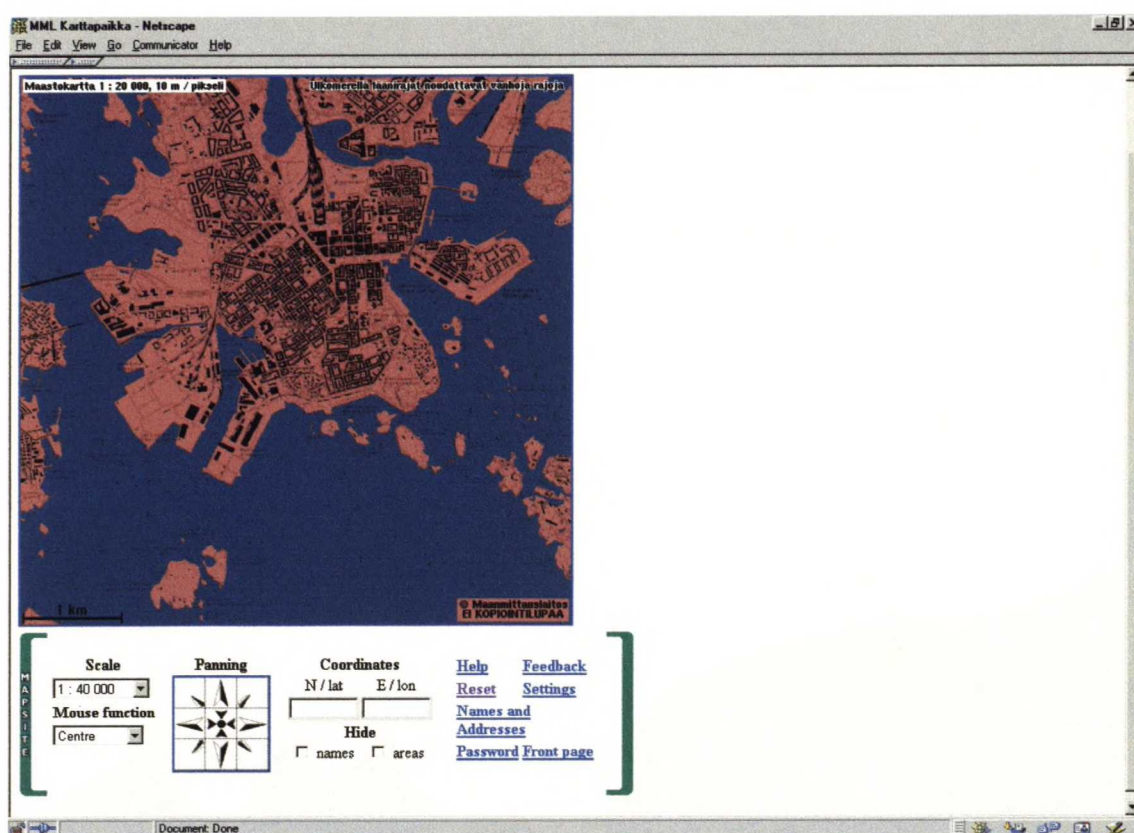 MML Karttapaikka - Netscape
File Edit View Go Communicator Help
Maastokartta 1 : 20 000, 10 m / pikseli
Ulkomerellä läänirajat noudattavat vanhoja rajoja
1 km
© Maanmittauslaitos
EI KOPIOINTILUPAA
MAPSITE
Scale
1 : 40 000
Mouse function
Centre
Panning
Coordinates
N / lat E / lon
Hide
names areas
Help Feedback
Reset Settings
Names and
Addresses
Password Front page
Document: Done